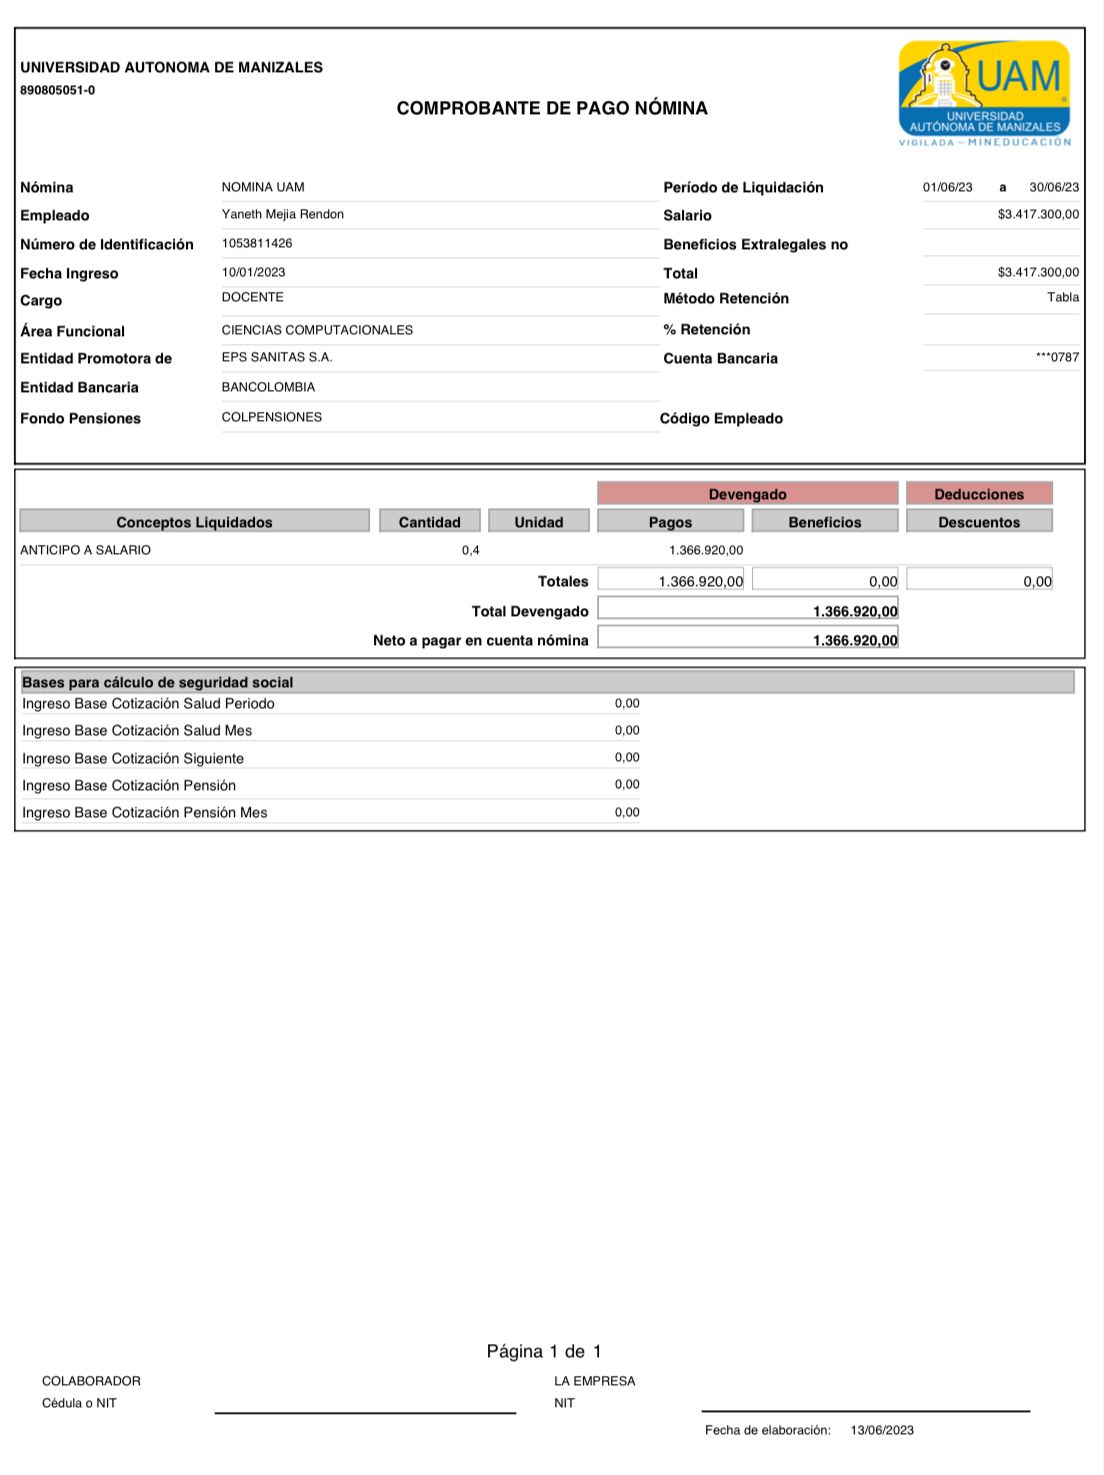 UNIVERSIDAD AUTONOMA DE MANIZALES
890805051-0
COMPROBANTE DE PAGO NÓMINA
UAM
®
UNIVERSIDAD
AUTÓNOMA DE MANIZALES
VIGILADA – MINEDUCACIÓN
Nómina NOMINA UAM Período de Liquidación 01/06/23 a 30/06/23
Empleado Yaneth Mejia Rendon Salario $3.417.300,00
Número de Identificación 1053811426 Beneficios Extralegales no
Fecha Ingreso 10/01/2023 Total $3.417.300,00
Cargo DOCENTE Método Retención Tabla
Área Funcional CIENCIAS COMPUTACIONALES % Retención
Entidad Promotora de EPS SANITAS S.A. Cuenta Bancaria ***0787
Entidad Bancaria BANCOLOMBIA
Fondo Pensiones COLPENSIONES Código Empleado
Devengado Deducciones
Conceptos Liquidados Cantidad Unidad Pagos Beneficios Descuentos
ANTICIPO A SALARIO 0,4 1.366.920,00
Totales 1.366.920,00 0,00 0,00
Total Devengado 1.366.920,00
Neto a pagar en cuenta nómina 1.366.920,00
Bases para cálculo de seguridad social
Ingreso Base Cotización Salud Periodo 0,00
Ingreso Base Cotización Salud Mes 0,00
Ingreso Base Cotización Siguiente 0,00
Ingreso Base Cotización Pensión 0,00
Ingreso Base Cotización Pensión Mes 0,00
Página 1 de 1
COLABORADOR LA EMPRESA
Cédula o NIT NIT
Fecha de elaboración: 13/06/2023